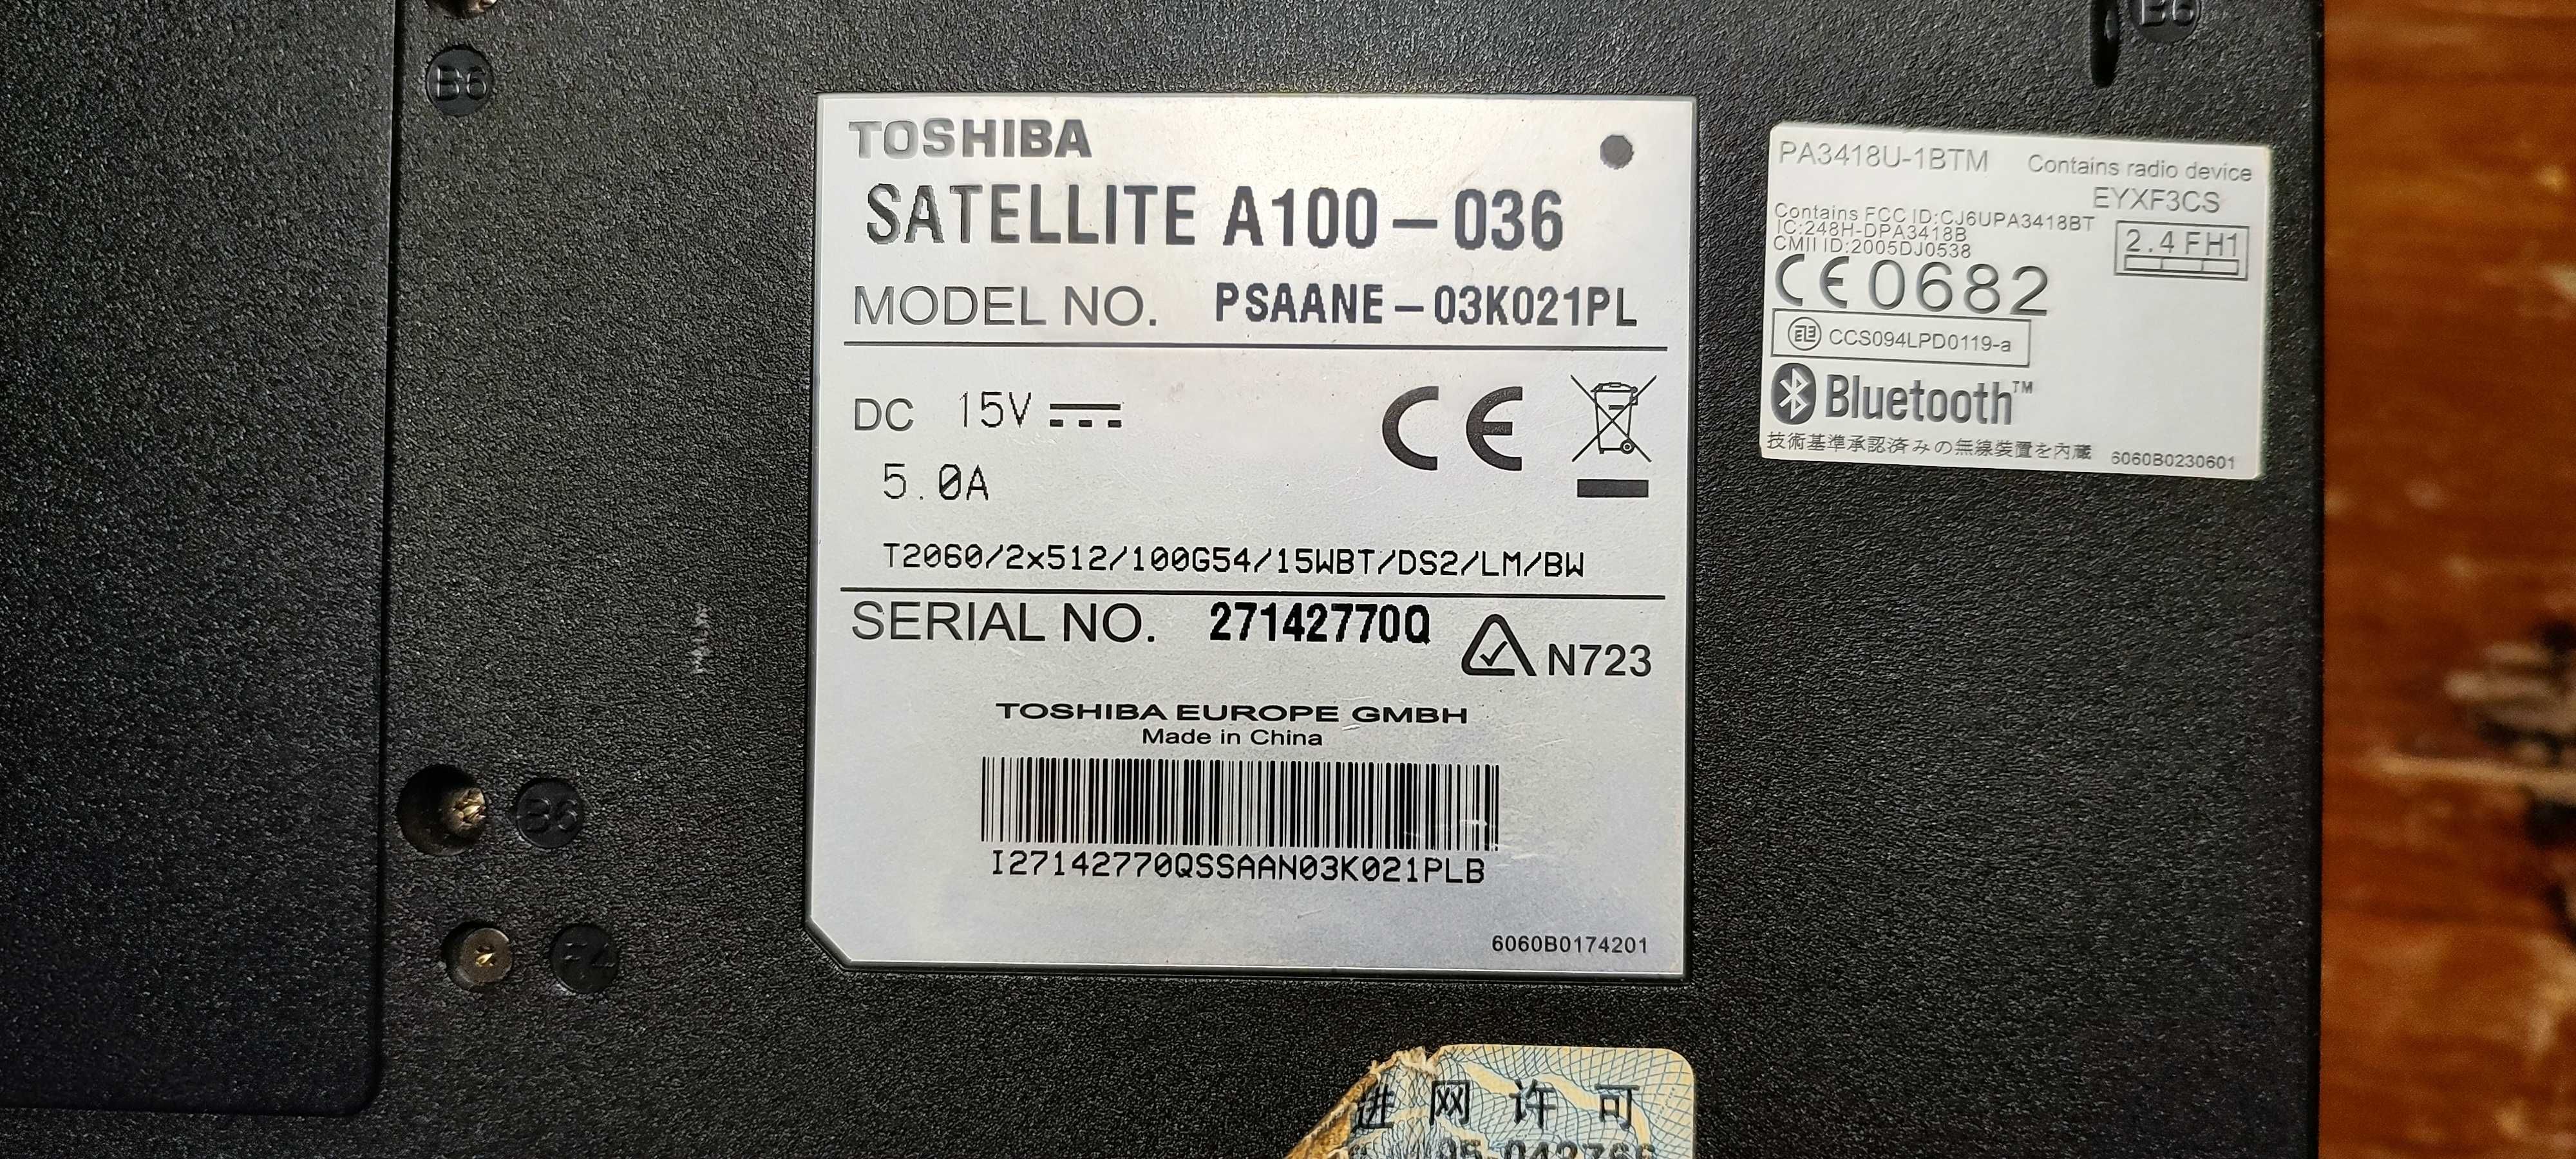 B6
B6
TOSHIBA
SATELLITE A100-036
MODEL NO. PSAANE-03K021PL
DC 15V
5.0A
CE
T2060/2x512/100G54/15WBT/DS2/LM/BW
SERIAL NO. 27142770Q
N723
TOSHIBA EUROPE GMBH
Made in China
I27142770QSSAAN03K021PLB
6060B0174201
PA3418U-1BTM Contains radio device
EYXF3CS
Contains FCC ID:CJ6UPA3418BT
IC:248H-DPA3418B
CMII ID:2005DJ0538
2.4FH1
CE0682
CCS094LPD0119-a
Bluetooth™
技術基準承認済みの無線装置を内蔵 6060B0230601
B6
F4
进网许可